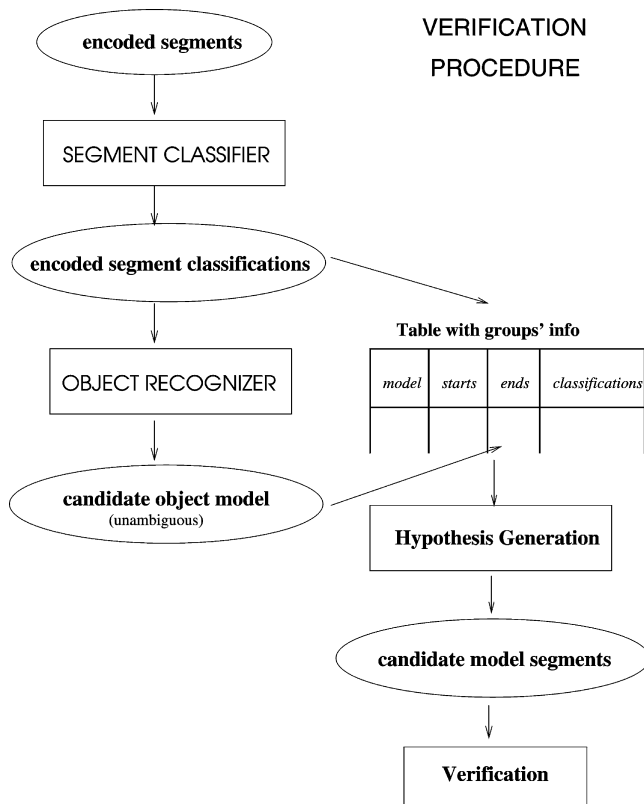 VERIFICATION
PROCEDURE
encoded segments
SEGMENT CLASSIFIER
encoded segment classifications
OBJECT RECOGNIZER
candidate object model
(unambiguous)
Table with groups' info
model starts ends classifications
Hypothesis Generation
candidate model segments
Verification